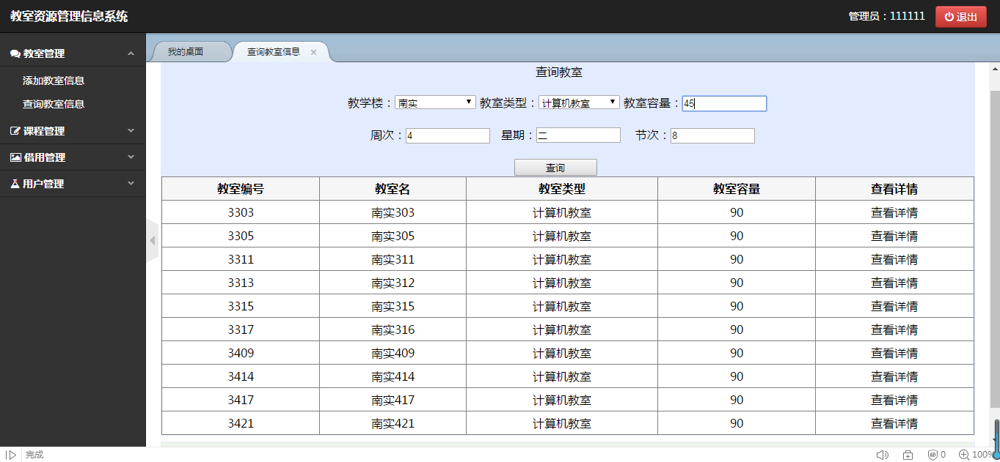 教室资源管理信息系统 管理员：111111 退出
教室管理
添加教室信息
查询教室信息
课程管理
借用管理
用户管理
我的桌面 查询教室信息
查询教室
教学楼：南实 教室类型：计算机教室 教室容量：45
周次：4 星期：二 节次：8
查询
教室编号 教室名 教室类型 教室容量 查看详情
3303 南实303 计算机教室 90 查看详情
3305 南实305 计算机教室 90 查看详情
3311 南实311 计算机教室 90 查看详情
3313 南实312 计算机教室 90 查看详情
3315 南实315 计算机教室 90 查看详情
3317 南实316 计算机教室 90 查看详情
3409 南实409 计算机教室 90 查看详情
3414 南实414 计算机教室 90 查看详情
3417 南实417 计算机教室 90 查看详情
3421 南实421 计算机教室 90 查看详情
完成 0 100%